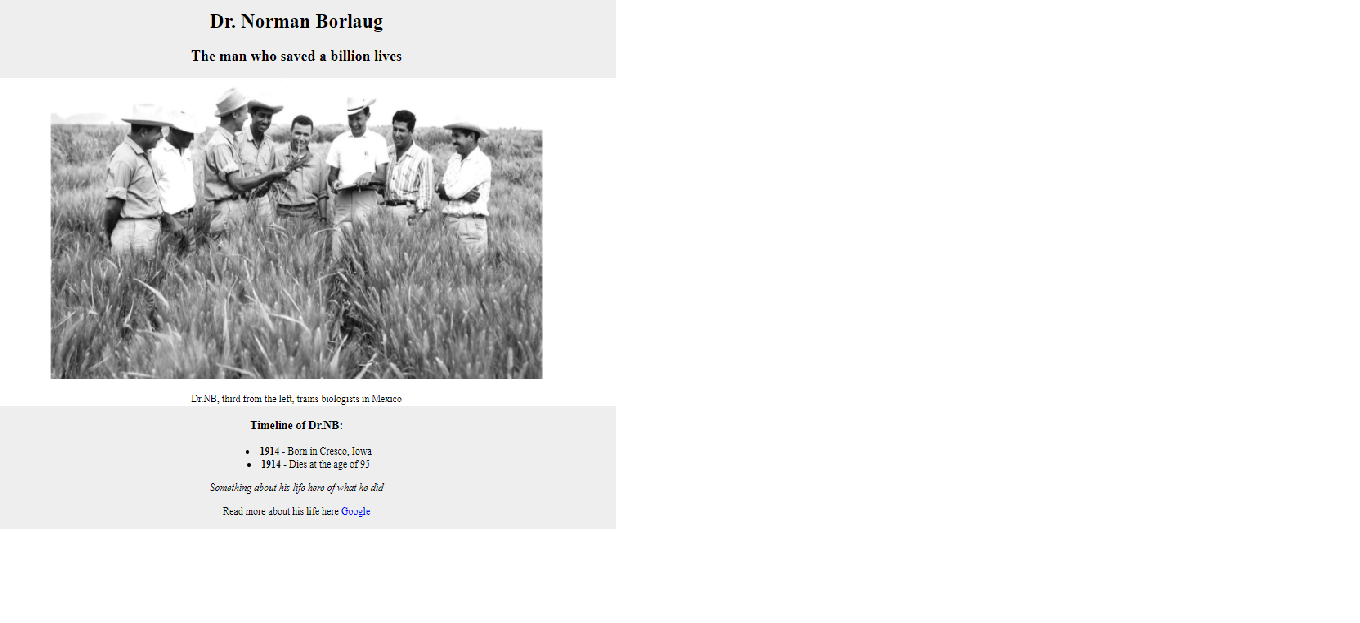 Dr. Norman Borlaug
The man who saved a billion lives
Dr.NB, third from the left, trains biologists in Mexico
Timeline of Dr.NB:
1914 - Born in Cresco, Iowa
1914 - Dies at the age of 95
Something about his life here of what he did
Read more about his life here Google